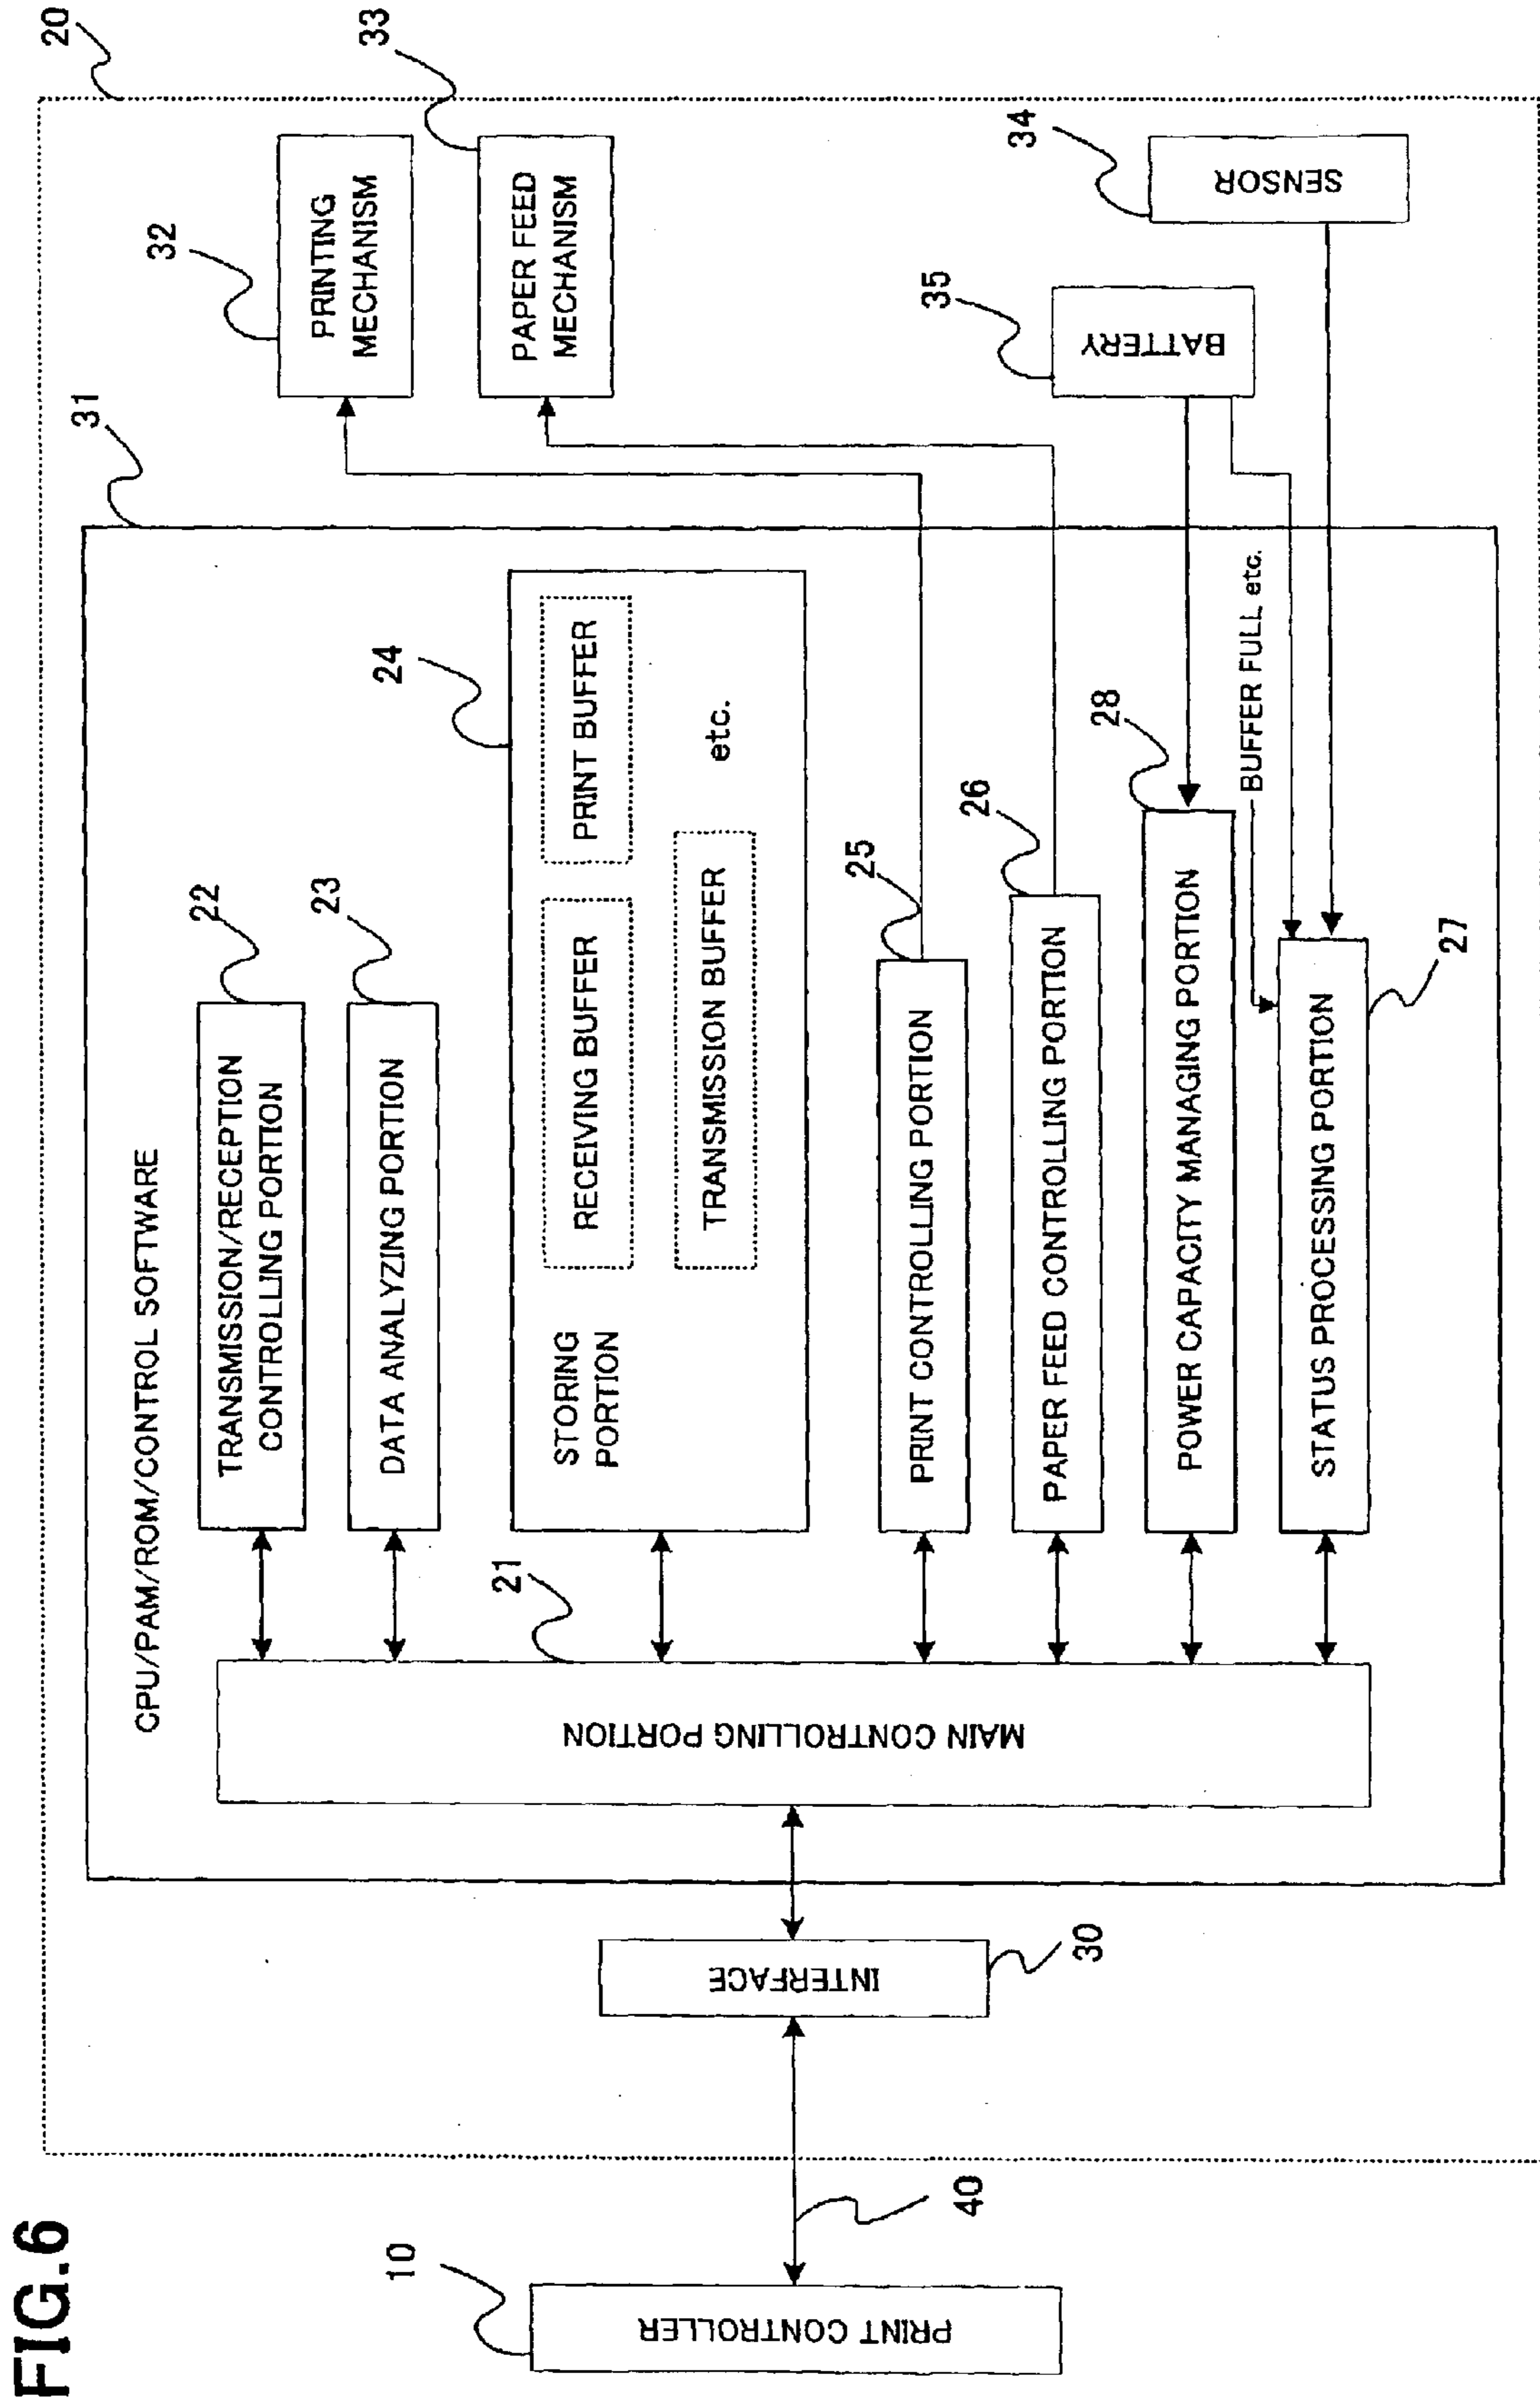 FIG.6
20
31
CPU/PAM/ROM/CONTROL SOFTWARE
22
TRANSMISSION/RECEPTION
CONTROLLING PORTION
23
DATA ANALYZING PORTION
24
STORING
PORTION
RECEIVING BUFFER
PRINT BUFFER
TRANSMISSION BUFFER
etc.
32
PRINTING
MECHANISM
33
PAPER FEED
MECHANISM
10
PRINT CONTROLLER
40
INTERFACE
30
21
MAIN CONTROLLING PORTION
25
PRINT CONTROLLING PORTION
26
PAPER FEED CONTROLLING PORTION
28
POWER CAPACITY MANAGING PORTION
BUFFER FULL etc.
STATUS PROCESSING PORTION
27
35
BATTERY
34
SENSOR